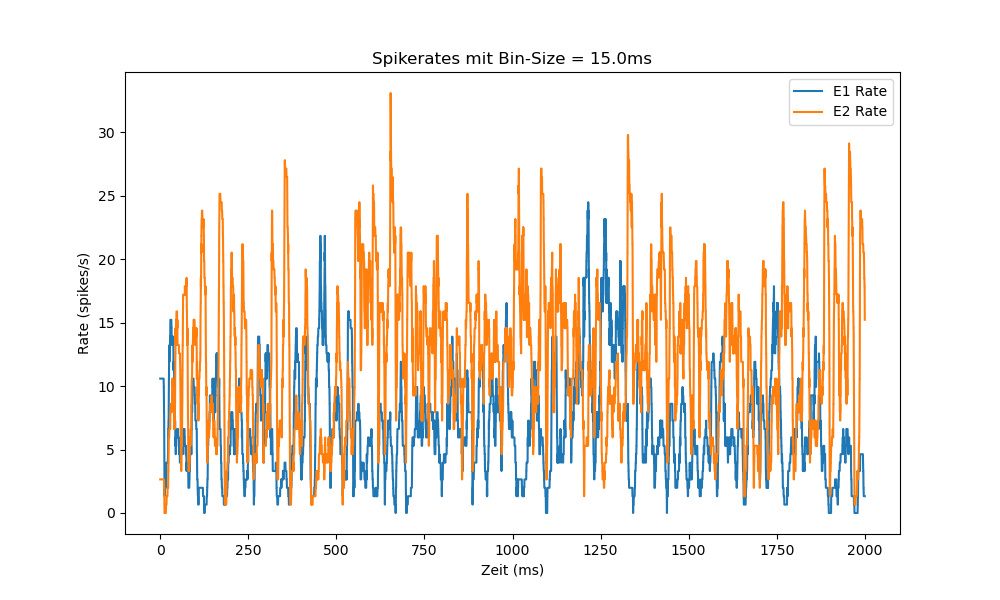 Spikerates mit Bin-Size = 15.0ms
E1 Rate
E2 Rate
Rate (spikes/s)
30
25
20
15
10
5
0
0 250 500 750 1000 1250 1500 1750 2000
Zeit (ms)